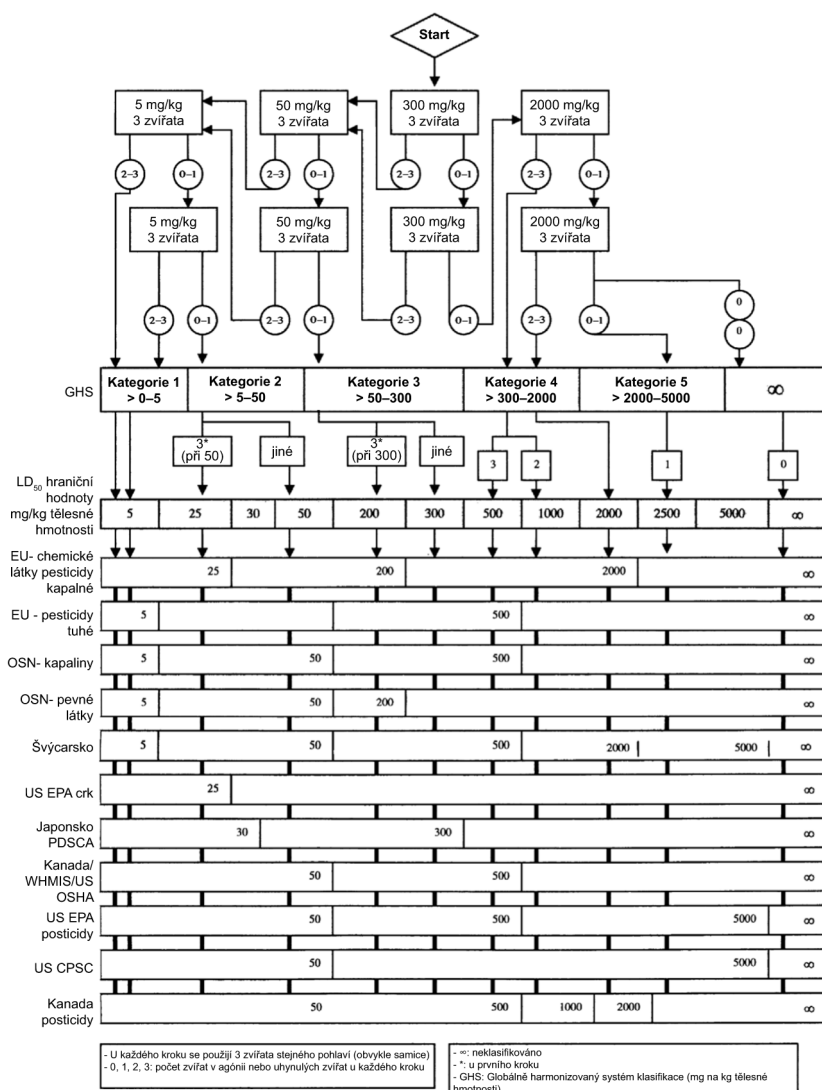 Start
5 mg/kg
3 zvířata
50 mg/kg
3 zvířata
300 mg/kg
3 zvířata
2000 mg/kg
3 zvířata
2–3
0–1
2–3
0–1
2–3
0–1
2–3
0–1
5 mg/kg
3 zvířata
50 mg/kg
3 zvířata
300 mg/kg
3 zvířata
2000 mg/kg
3 zvířata
2–3
0–1
2–3
0–1
2–3
0–1
2–3
0–1
0
0
GHS
Kategorie 1
> 0–5
Kategorie 2
> 5–50
Kategorie 3
> 50–300
Kategorie 4
> 300–2000
Kategorie 5
> 2000–5000
∞
3*
(při 50)
jiné
3*
(při 300)
jiné
3
2
1
0
LD50 hraniční
hodnoty
mg/kg tělesné
hmotnosti
5 25 30 50 200 300 500 1000 2000 2500 5000 ∞
EU- chemické
látky pesticidy
kapalné
25 200 2000 ∞
EU - pesticidy
tuhé
5 500 ∞
OSN- kapaliny
5 50 500 ∞
OSN- pevné
látky
5 50 200 ∞
Švýcarsko
5 50 500 2000 5000 ∞
US EPA crk
25 ∞
Japonsko
PDSCA
30 300 ∞
Kanada/
WHMIS/US
OSHA
50 500 ∞
US EPA
posticidy
50 500 5000 ∞
US CPSC
50 5000 ∞
Kanada
posticidy
50 500 1000 2000 ∞
- U každého kroku se použijí 3 zvířata stejného pohlaví (obvykle samice)
- 0, 1, 2, 3: počet zvířat v agónii nebo uhynulých zvířat u každého kroku
- ∞: neklasifikováno
- *: u prvního kroku
- GHS: Globálně harmonizovaný systém klasifikace (mg na kg tělesné
hmotnosti)